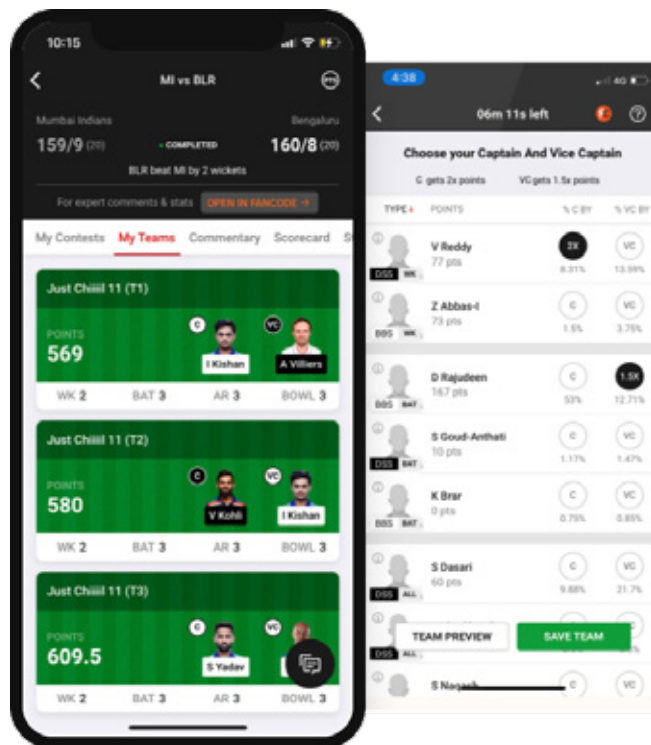 10:15
MI vs BLR
PTS
Mumbai Indians
Bengaluru
159/9 (20)
• COMPLETED
160/8 (20)
BLR beat MI by 2 wickets
For expert comments & stats
OPEN IN FANCODE →
My Contests
My Teams
Commentary
Scorecard
Just 11 (T1)
C
VC
POINTS
569
I Kishan
A Villiers
WK 2
BAT 3
AR 3
BOWL 3
Just 11 (T2)
C
VC
POINTS
580
V Kohli
I Kishan
WK 2
BAT 3
AR 3
BOWL 3
Just 11 (T3)
C
VC
POINTS
609.5
S Yadav
WK 2
BAT 3
AR 3
BOWL 3
4:38
4G
06m 11s left
Choose your Captain And Vice Captain
C gets 2x points
VC gets 1.5x points
TYPE↓
POINTS
% C BY
% VC BY
V Reddy
77 pts
2X
VC
8.31%
13.59%
DSS WK
Z Abbas-I
73 pts
C
VC
1.5%
3.75%
BBS WK
D Rajudeen
167 pts
C
1.5X
53%
12.71%
BBS BAT
S Goud-Anthati
10 pts
C
VC
1.17%
1.47%
DSS BAT
K Brar
0 pts
C
VC
0.75%
0.85%
BBS BAT
S Dasari
60 pts
C
VC
9.88%
21.7%
DSS ALL
TEAM PREVIEW
SAVE TEAM
DSS ALL
S Nagash
C
VC